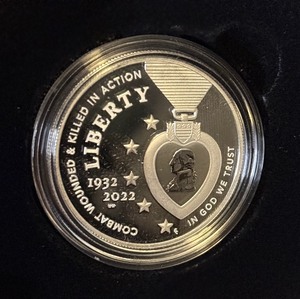 COMBAT WOUNDED & KILLED IN ACTION
LIBERTY
1932
2022
IN GOD WE TRUST